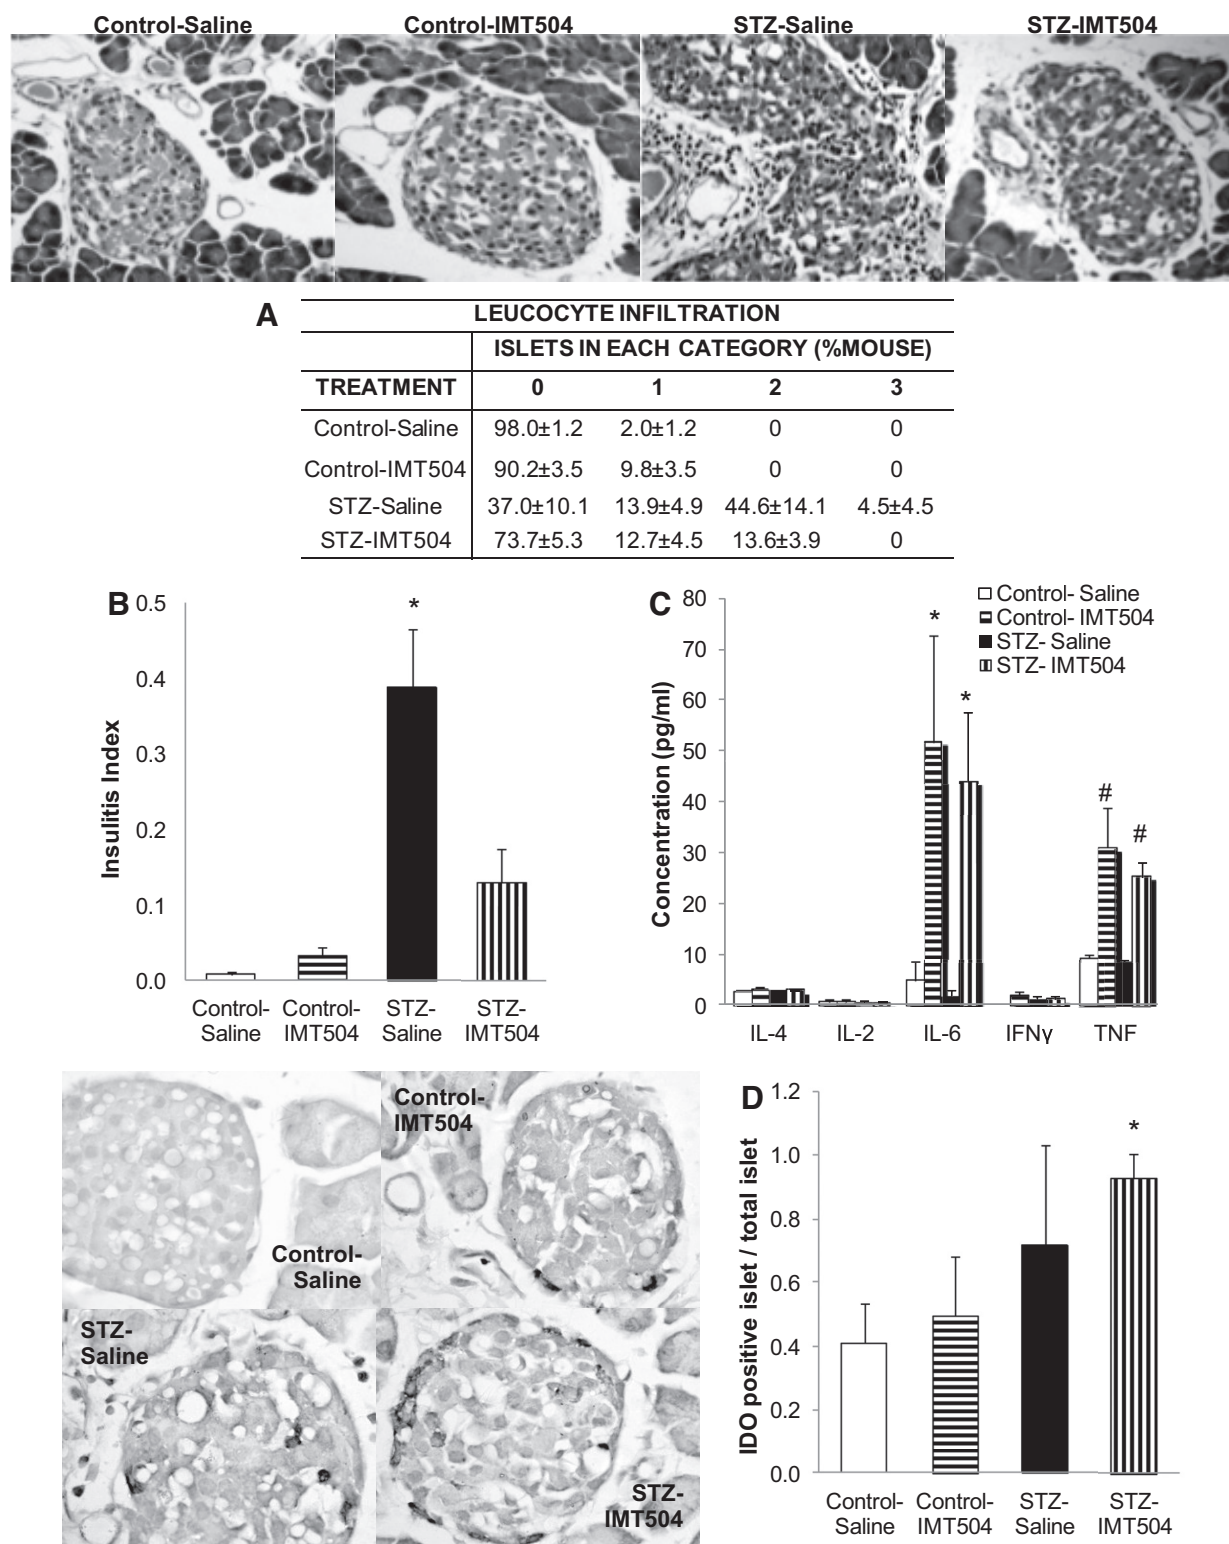 Control-Saline Control-IMT504 STZ-Saline STZ-IMT504
A
LEUCOCYTE INFILTRATION
ISLETS IN EACH CATEGORY (%MOUSE)
TREATMENT 0 1 2 3
Control-Saline 98.0±1.2 2.0±1.2 0 0
Control-IMT504 90.2±3.5 9.8±3.5 0 0
STZ-Saline 37.0±10.1 13.9±4.9 44.6±14.1 4.5±4.5
STZ-IMT504 73.7±5.3 12.7±4.5 13.6±3.9 0
B
Insulitis Index
0.5
0.4
0.3
0.2
0.1
0.0
*
Control-
Saline
Control-
IMT504
STZ-
Saline
STZ-
IMT504
C
Concentration (pg/ml)
80
70
60
50
40
30
20
10
0
Control- Saline
Control- IMT504
STZ- Saline
STZ- IMT504
*
*
#
#
IL-4 IL-2 IL-6 IFNγ TNF
Control-
Saline
Control-
IMT504
STZ-
Saline
STZ-
IMT504
D
IDO positive islet / total islet
1.2
1.0
0.8
0.6
0.4
0.2
0.0
*
Control-
Saline
Control-
IMT504
STZ-
Saline
STZ-
IMT504